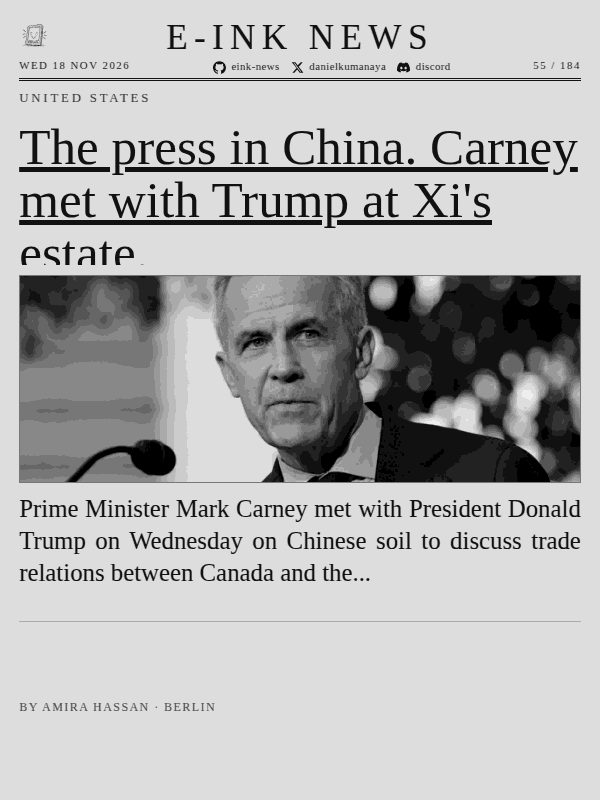 E-INK NEWS
WED 18 NOV 2026
eink-news danielkumanaya discord
55 / 184
UNITED STATES
The press in China. Carney
met with Trump at Xi's
estate.
Prime Minister Mark Carney met with President Donald
Trump on Wednesday on Chinese soil to discuss trade
relations between Canada and the...
BY AMIRA HASSAN · BERLIN